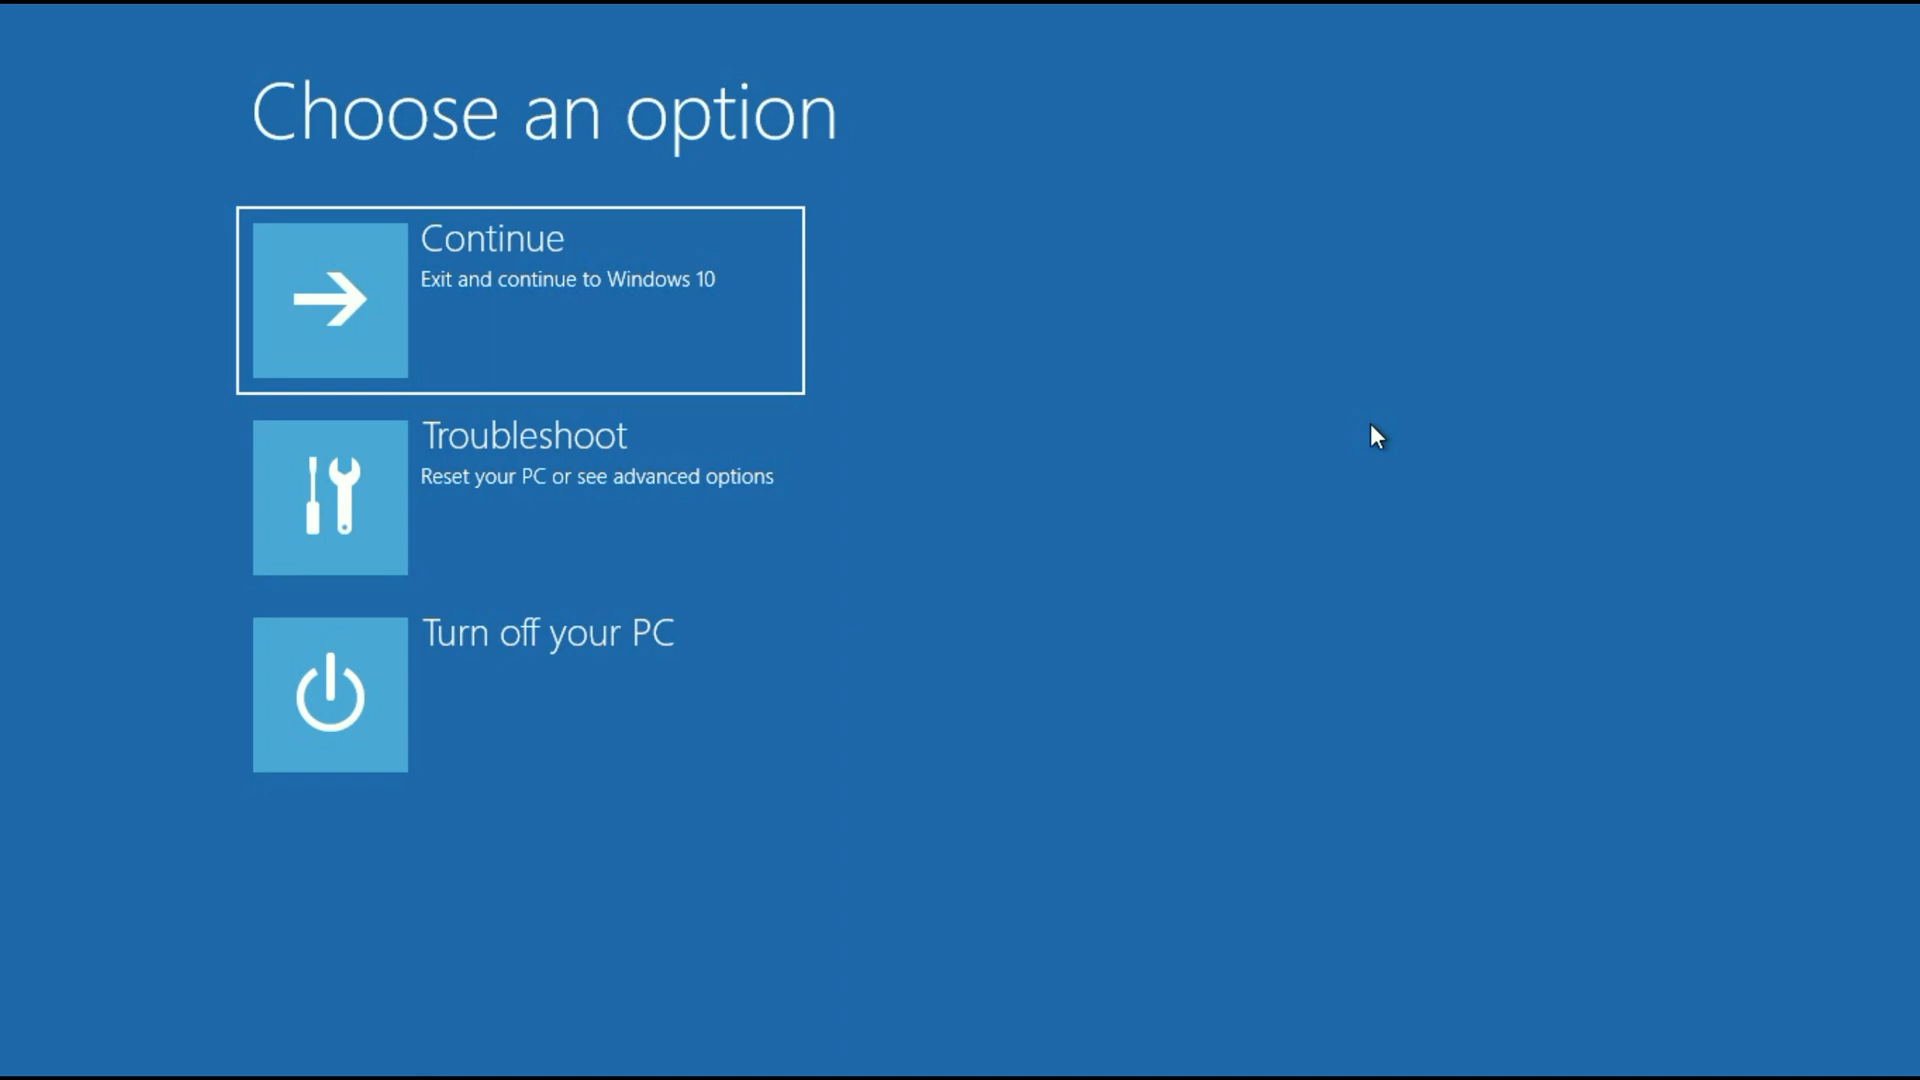 Choose an option
Continue
Exit and continue to Windows 10
Troubleshoot
Reset your PC or see advanced options
Turn off your PC